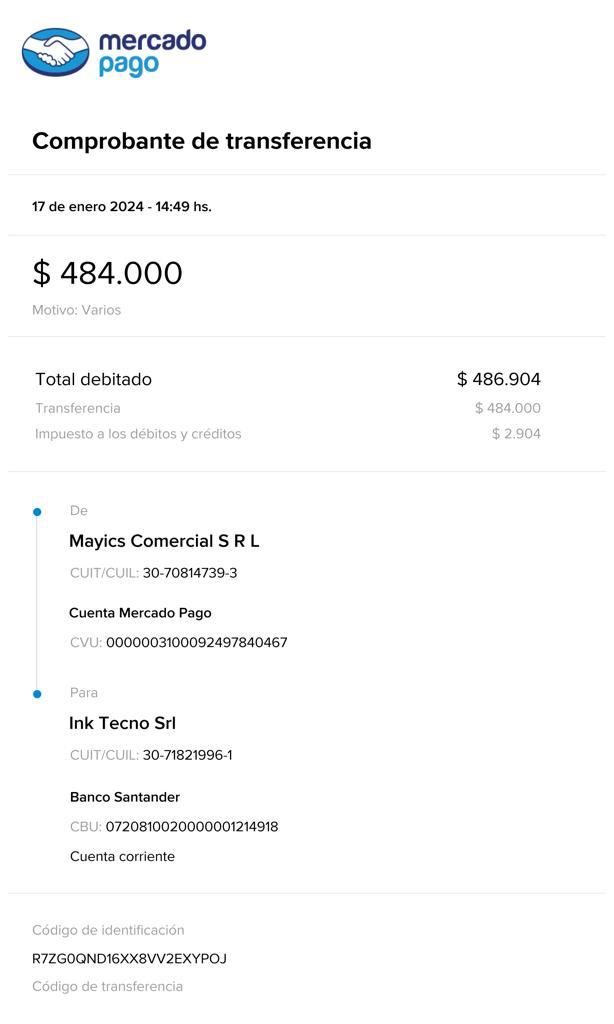 mercado
pago
Comprobante de transferencia
17 de enero 2024 - 14:49 hs.
$ 484.000
Motivo: Varios
Total debitado $ 486.904
Transferencia $ 484.000
Impuesto a los débitos y créditos $ 2.904
De
Mayics Comercial S R L
CUIT/CUIL: 30-70814739-3
Cuenta Mercado Pago
CVU: 0000003100092497840467
Para
Ink Tecno Srl
CUIT/CUIL: 30-71821996-1
Banco Santander
CBU: 0720810020000001214918
Cuenta corriente
Código de identificación
R7ZG0QND16XX8VV2EXYPOJ
Código de transferencia